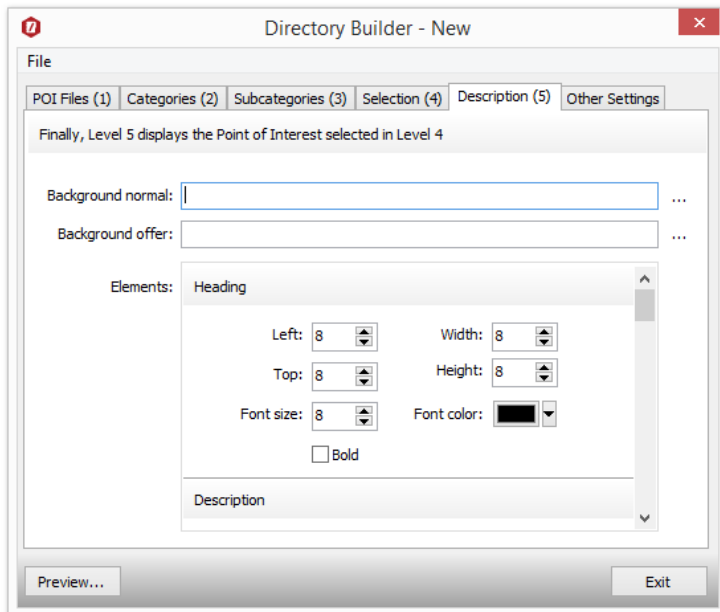 Directory Builder - New
File
POI Files (1) Categories (2) Subcategories (3) Selection (4) Description (5) Other Settings
Finally, Level 5 displays the Point of Interest selected in Level 4
Background normal: ...
Background offer: ...
Elements: Heading
Left: 8 Width: 8
Top: 8 Height: 8
Font size: 8 Font color:
Bold
Description
Preview... Exit